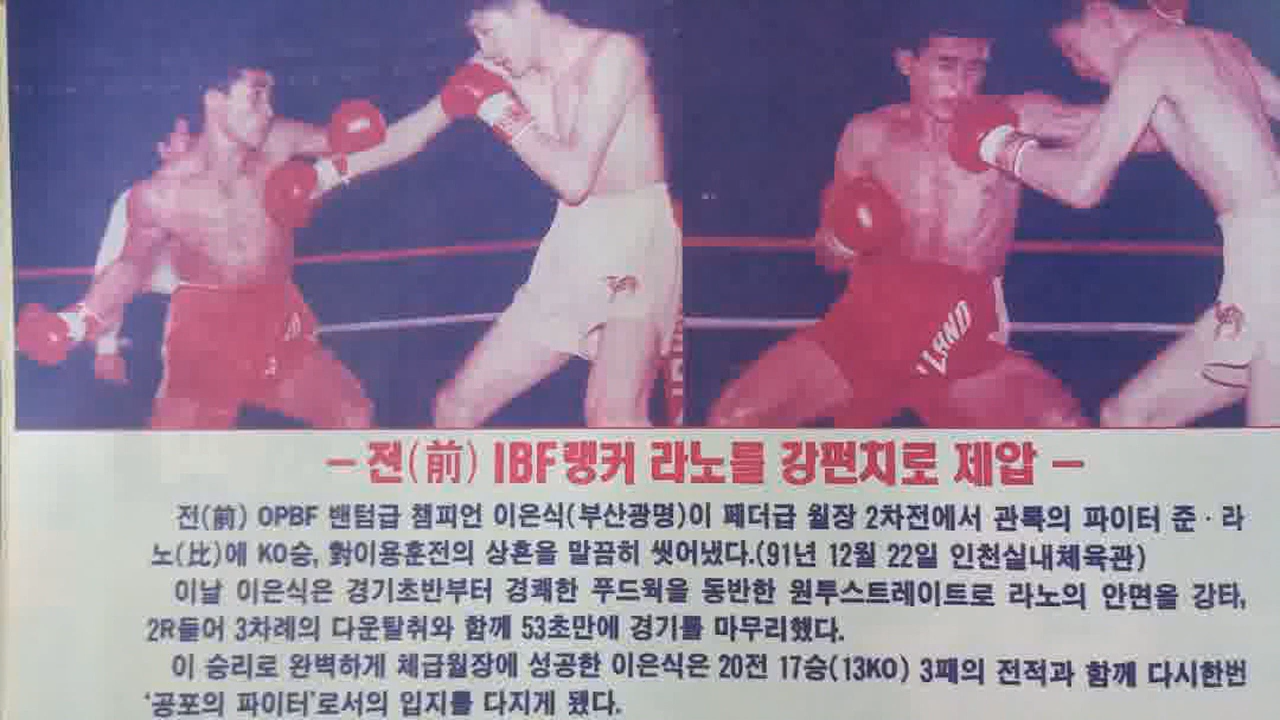 LAND
— 전(前) IBF랭커 라노를 강펀치로 제압 —
전(前) OPBF 밴텀급 챔피언 이은식(부산광명)이 페더급 월장 2차전에서 관록의 파이터 준·라
노(比)에 KO승, 對이용훈전의 상흔을 말끔히 씻어냈다.(91년 12월 22일 인천실내체육관)
이날 이은식은 경기초반부터 경쾌한 푸드웍을 동반한 원투스트레이트로 라노의 안면을 강타,
2R들어 3차례의 다운탈취와 함께 53초만에 경기를 마무리했다.
이 승리로 완벽하게 체급월장에 성공한 이은식은 20전 17승(13KO) 3패의 전적과 함께 다시한번
‘공포의 파이터’로서의 입지를 다지게 됐다.